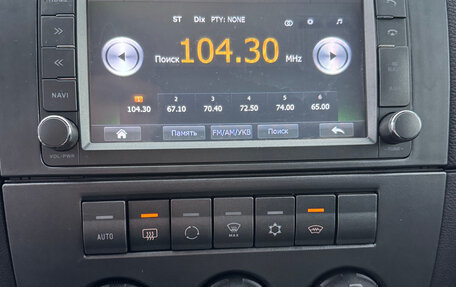 ST Dix PTY: NONE
Поиск 104.30 MHz
1 2 3 4 5 6
104.30 67.10 70.40 72.50 74.00 65.00
NAVI
Память FM/AM/УКВ Поиск
VOL-PWR TUNE
AUTO MAX